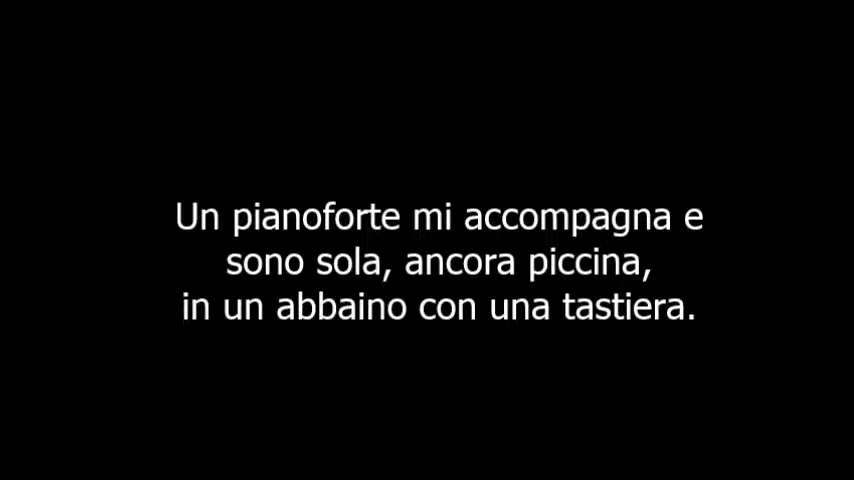 Un pianoforte mi accompagna e
sono sola, ancora piccina,
in un abbaino con una tastiera.